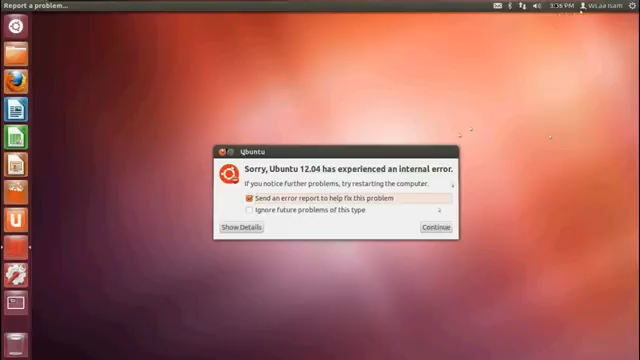 Report a problem...
Ubuntu
Sorry, Ubuntu 12.04 has experienced an internal error.
If you notice further problems, try restarting the computer.
Send an error report to help fix this problem
Ignore future problems of this type
Show Details
Continue